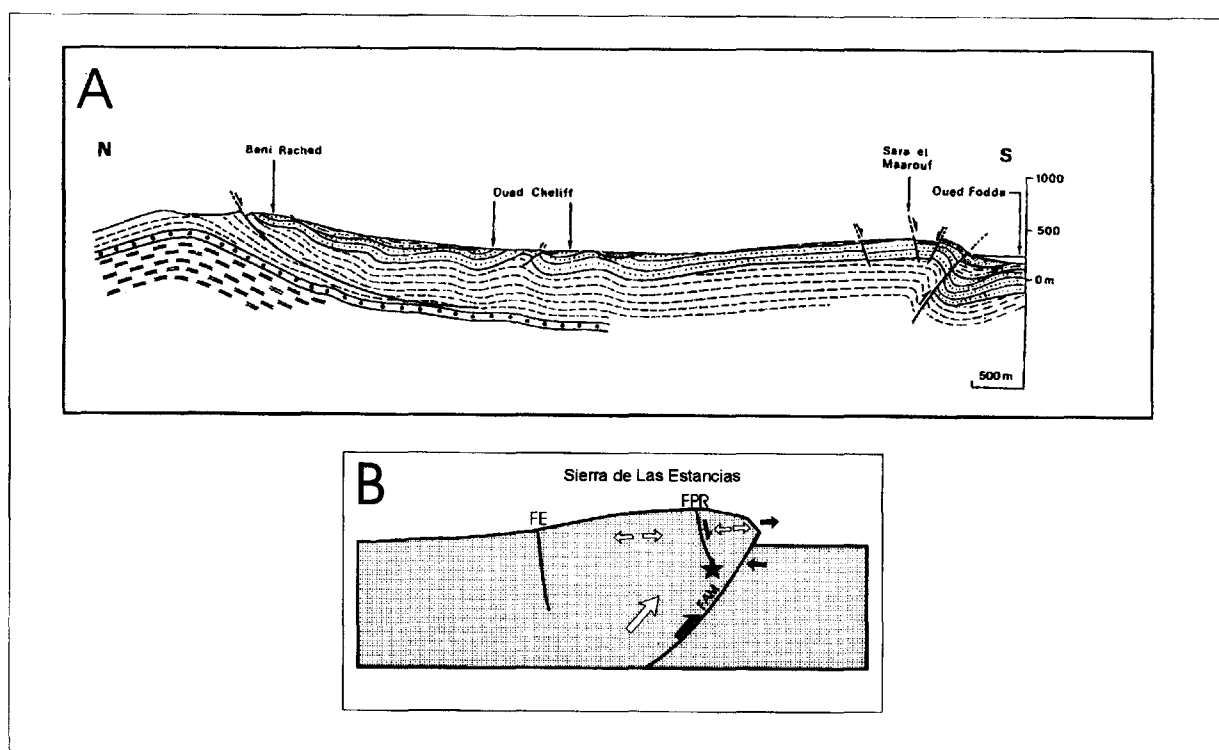 A
N
Beni Rached
Oued Cheliff
Sara el
Maarouf
S
Oued Fodda
1000
500
0 m
500 m
B
Sierra de Las Estancias
FE
FPR
FAM